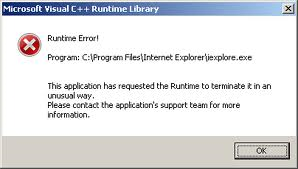 Microsoft Visual C++ Runtime Library
Runtime Error!
Program: C:\Program Files\Internet Explorer\iexplore.exe
This application has requested the Runtime to terminate it in an
unusual way.
Please contact the application's support team for more
information.
OK